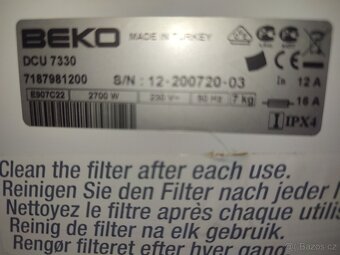 BEKO MADE IN TURKEY
DCU 7330
7187981200 S/N : 12-200720-03 In 12 A
E907C22 2700 W 230 V~ 50 Hz 7 kg 16 A
IPX4
Clean the filter after each use.
Reinigen Sie den Filter nach jeder
Nettoyez le filtre après chaque utilis
Reinig de filter na elk gebruik.
Rengør filteret efter hver gang
Bazoš.cz